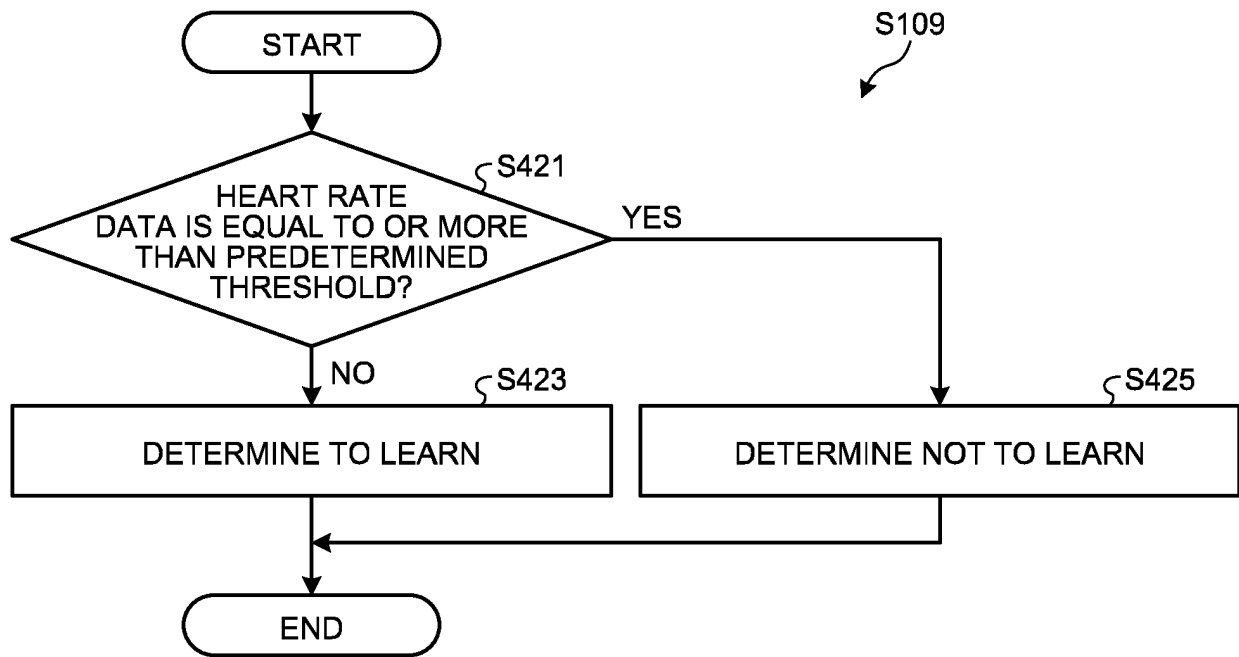 START
S109
S421
HEART RATE
DATA IS EQUAL TO OR MORE
THAN PREDETERMINED
THRESHOLD?
YES
NO
S423
S425
DETERMINE TO LEARN
DETERMINE NOT TO LEARN
END